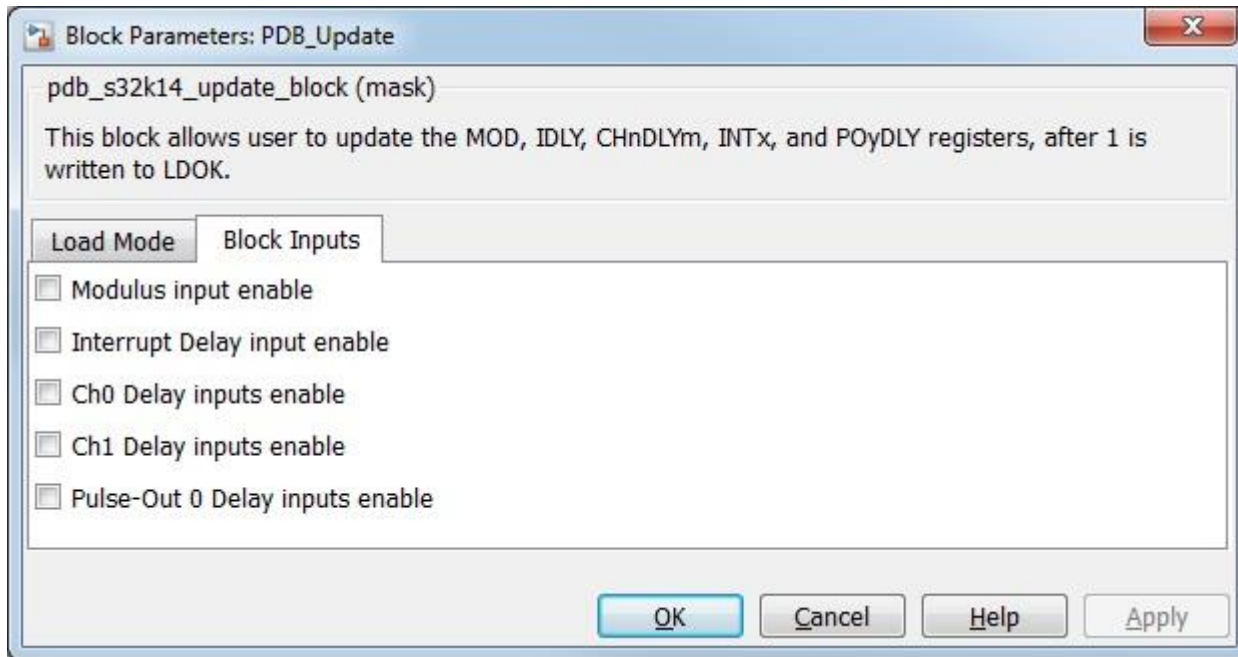 Block Parameters: PDB_Update
pdb_s32k14_update_block (mask)
This block allows user to update the MOD, IDLY, CHnDLYm, INTx, and POyDLY registers, after 1 is
written to LDOK.
Load Mode Block Inputs
Modulus input enable
Interrupt Delay input enable
Ch0 Delay inputs enable
Ch1 Delay inputs enable
Pulse-Out 0 Delay inputs enable
OK Cancel Help Apply